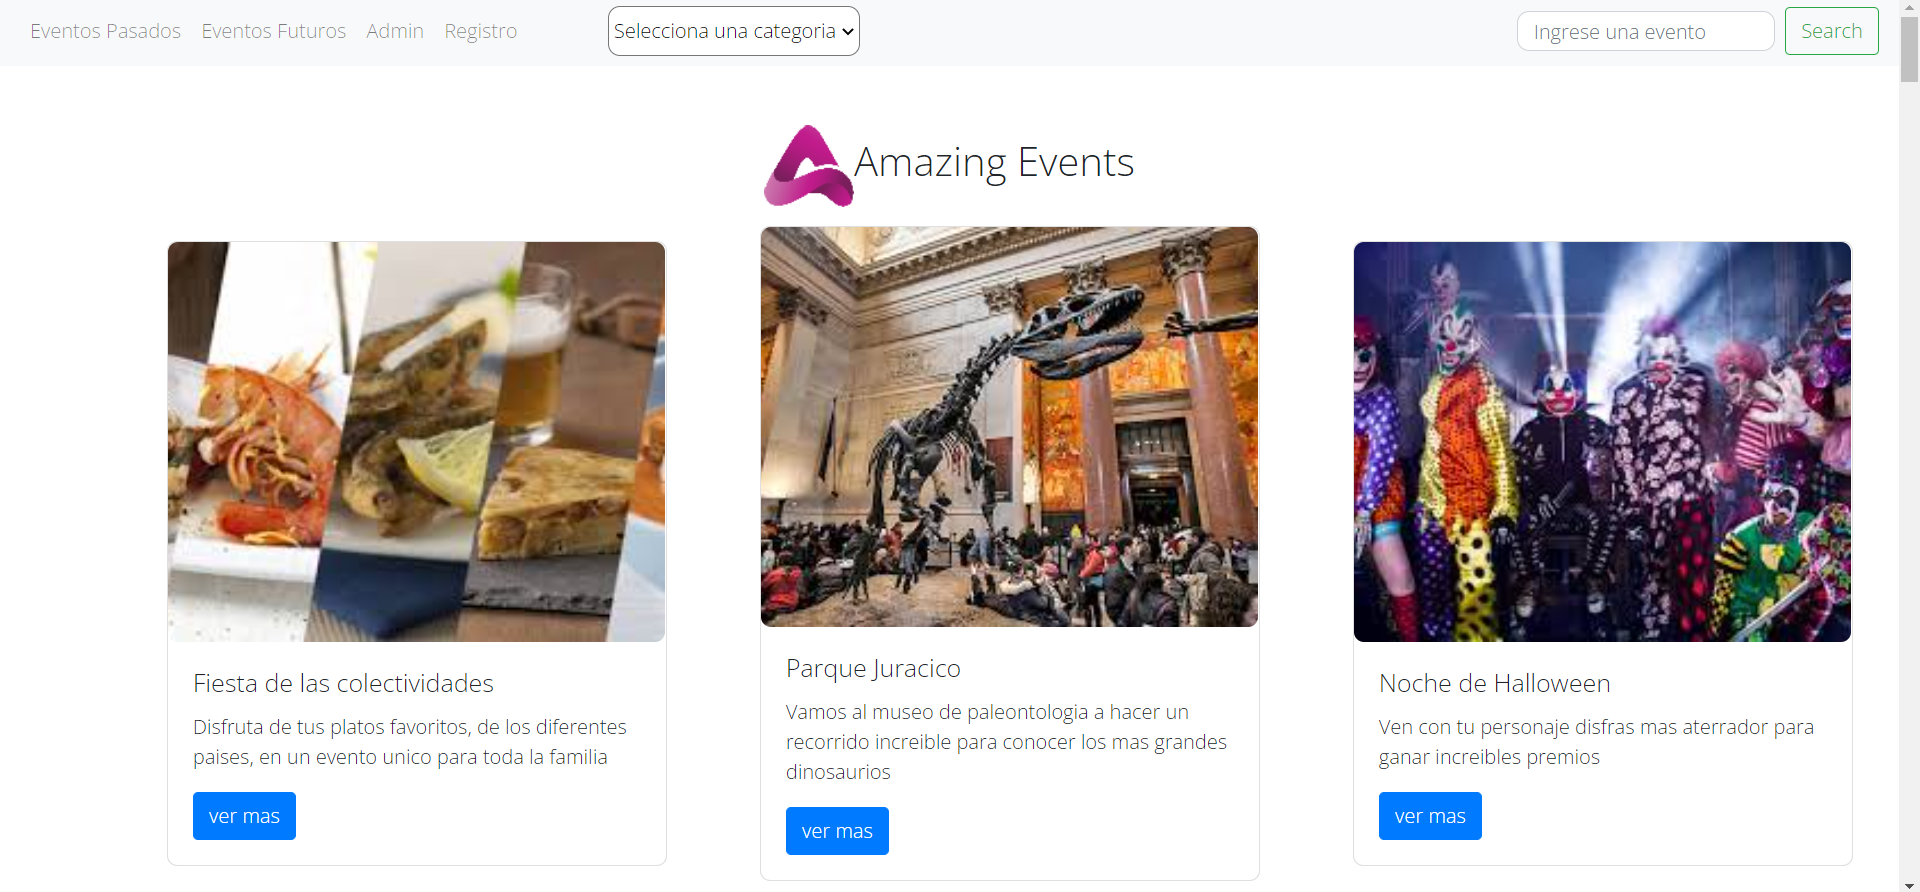 Eventos Pasados Eventos Futuros Admin Registro Selecciona una categoria Ingrese una evento Search
Amazing Events
Fiesta de las colectividades
Disfruta de tus platos favoritos, de los diferentes
paises, en un evento unico para toda la familia
ver mas
Parque Juracico
Vamos al museo de paleontologia a hacer un
recorrido increible para conocer los mas grandes
dinosaurios
ver mas
Noche de Halloween
Ven con tu personaje disfras mas aterrador para
ganar increibles premios
ver mas